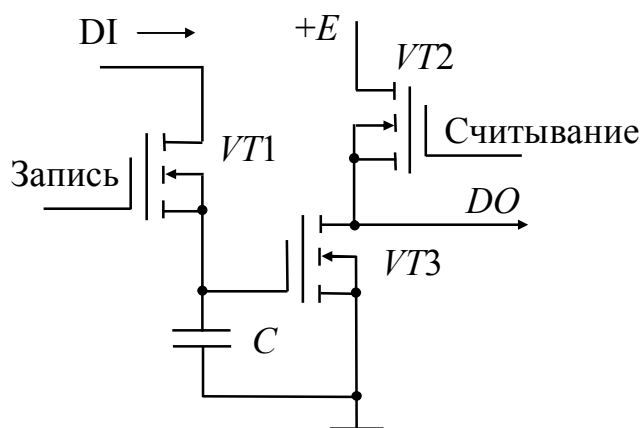 DI
+E
VT2
VT1
Считывание
Запись
DO
VT3
C